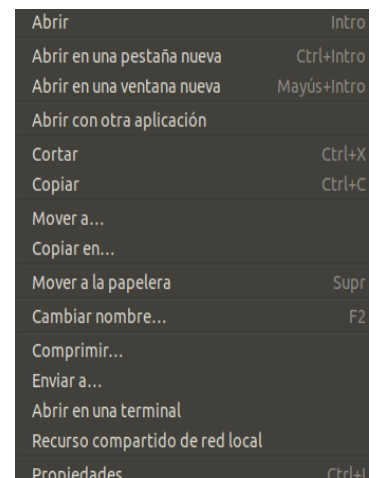 Abrir Intro
Abrir en una pestaña nueva Ctrl+Intro
Abrir en una ventana nueva Mayús+Intro
Abrir con otra aplicación
Cortar Ctrl+X
Copiar Ctrl+C
Mover a...
Copiar en...
Mover a la papelera Supr
Cambiar nombre... F2
Comprimir...
Enviar a...
Abrir en una terminal
Recurso compartido de red local
Propiedades Ctrl+I